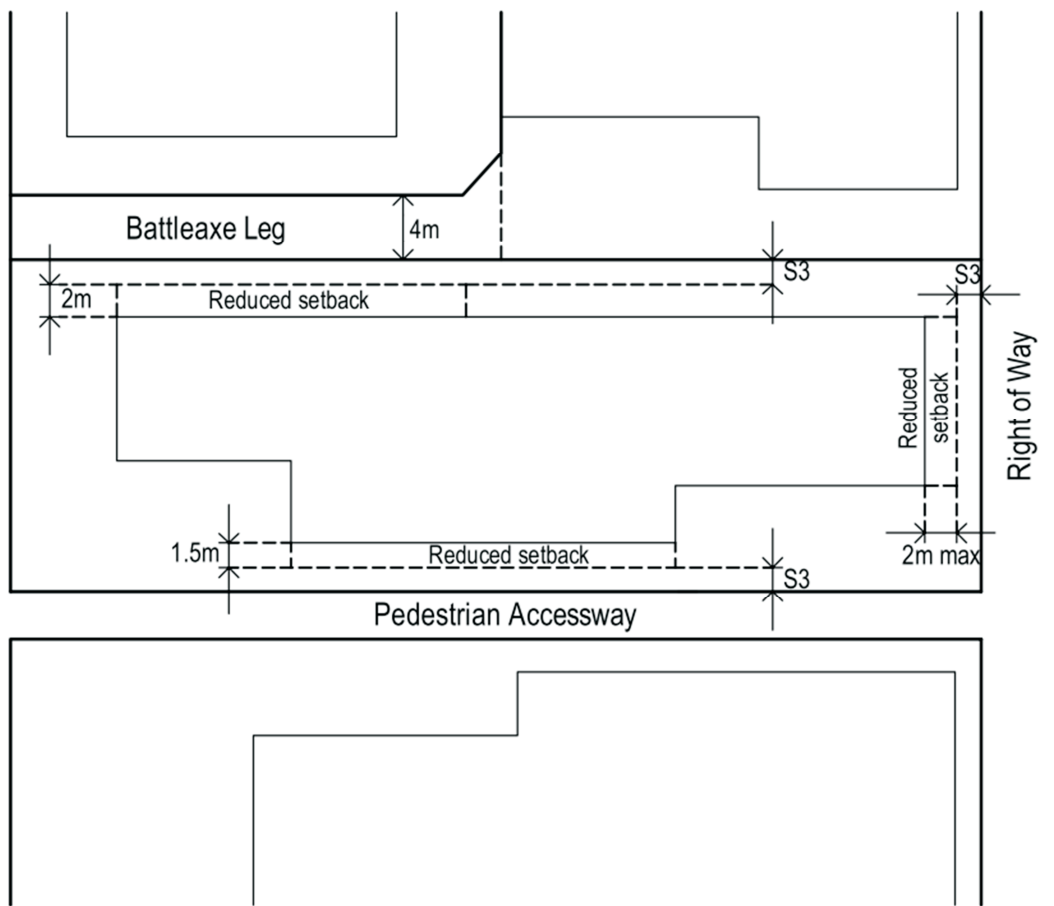 Battleaxe Leg
4m
S3
S3
2m
Reduced setback
Reduced
setback
Right of Way
1.5m
Reduced setback
2m max
S3
Pedestrian Accessway